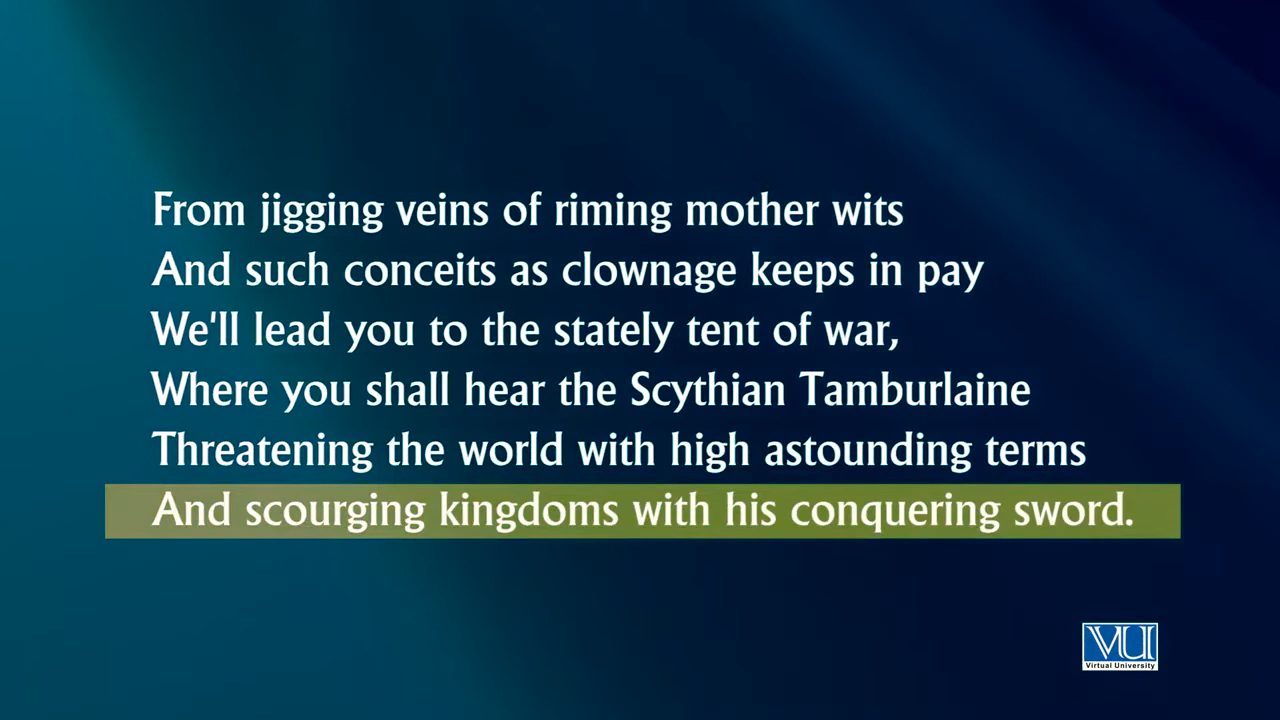 From jigging veins of riming mother wits
And such conceits as clownage keeps in pay
We'll lead you to the stately tent of war,
Where you shall hear the Scythian Tamburlaine
Threatening the world with high astounding terms
And scourging kingdoms with his conquering sword.
VU
Virtual University